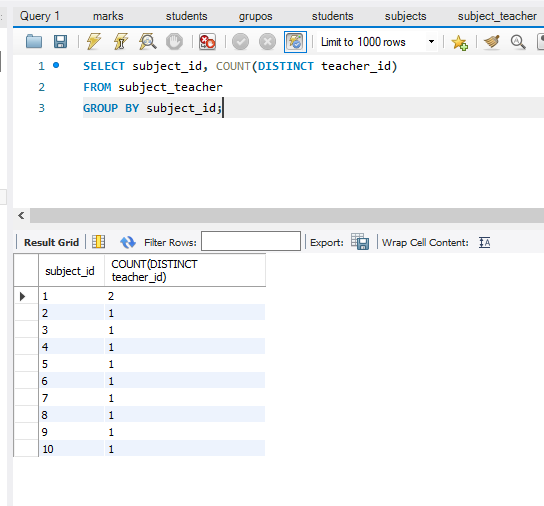 Query 1 marks students grupos students subjects subject_teacher
Limit to 1000 rows
1 SELECT subject_id, COUNT(DISTINCT teacher_id)
2 FROM subject_teacher
3 GROUP BY subject_id;
Result Grid Filter Rows: Export: Wrap Cell Content:
subject_id COUNT(DISTINCT
teacher_id)
1 2
2 1
3 1
4 1
5 1
6 1
7 1
8 1
9 1
10 1